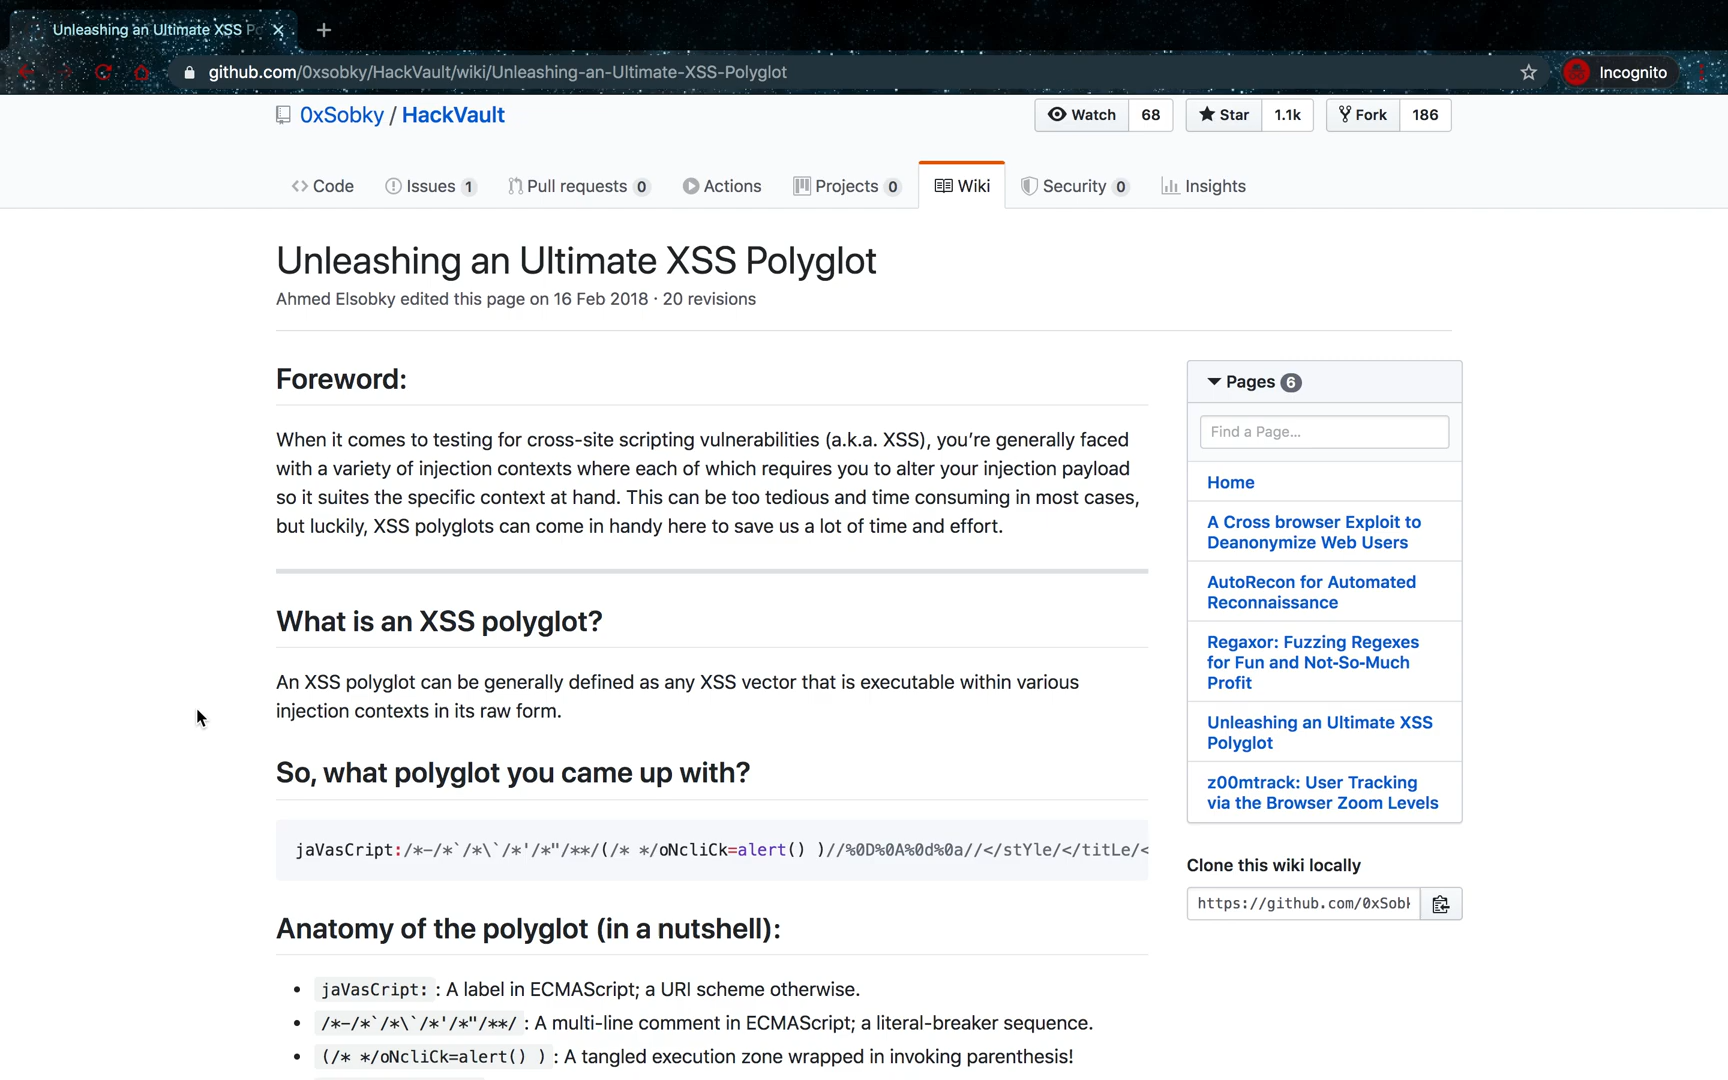 Unleashing an Ultimate XSS Po
github.com/0xsobky/HackVault/wiki/Unleashing-an-Ultimate-XSS-Polyglot
Incognito
0xSobky / HackVault
Watch 68
Star 1.1k
Fork 186
<> Code
Issues 1
Pull requests 0
Actions
Projects 0
Wiki
Security 0
Insights
Unleashing an Ultimate XSS Polyglot
Ahmed Elsobky edited this page on 16 Feb 2018 · 20 revisions
Foreword:
When it comes to testing for cross-site scripting vulnerabilities (a.k.a. XSS), you're generally faced
with a variety of injection contexts where each of which requires you to alter your injection payload
so it suites the specific context at hand. This can be too tedious and time consuming in most cases,
but luckily, XSS polyglots can come in handy here to save us a lot of time and effort.
What is an XSS polyglot?
An XSS polyglot can be generally defined as any XSS vector that is executable within various
injection contexts in its raw form.
So, what polyglot you came up with?
jaVasCript:/*-/*`/*\`/*'/*"/**/(/* */oNcliCk=alert() )//%0D%0A%0d%0a//</stYle/</titLe/<
Anatomy of the polyglot (in a nutshell):
• jaVasCript: : A label in ECMAScript; a URI scheme otherwise.
• /*-/*`/*\`/*'/*"/**/ : A multi-line comment in ECMAScript; a literal-breaker sequence.
• (/* */oNcliCk=alert() ) : A tangled execution zone wrapped in invoking parenthesis!
Pages 6
Find a Page...
Home
A Cross browser Exploit to
Deanonymize Web Users
AutoRecon for Automated
Reconnaissance
Regaxor: Fuzzing Regexes
for Fun and Not-So-Much
Profit
Unleashing an Ultimate XSS
Polyglot
z00mtrack: User Tracking
via the Browser Zoom Levels
Clone this wiki locally
https://github.com/0xSobk